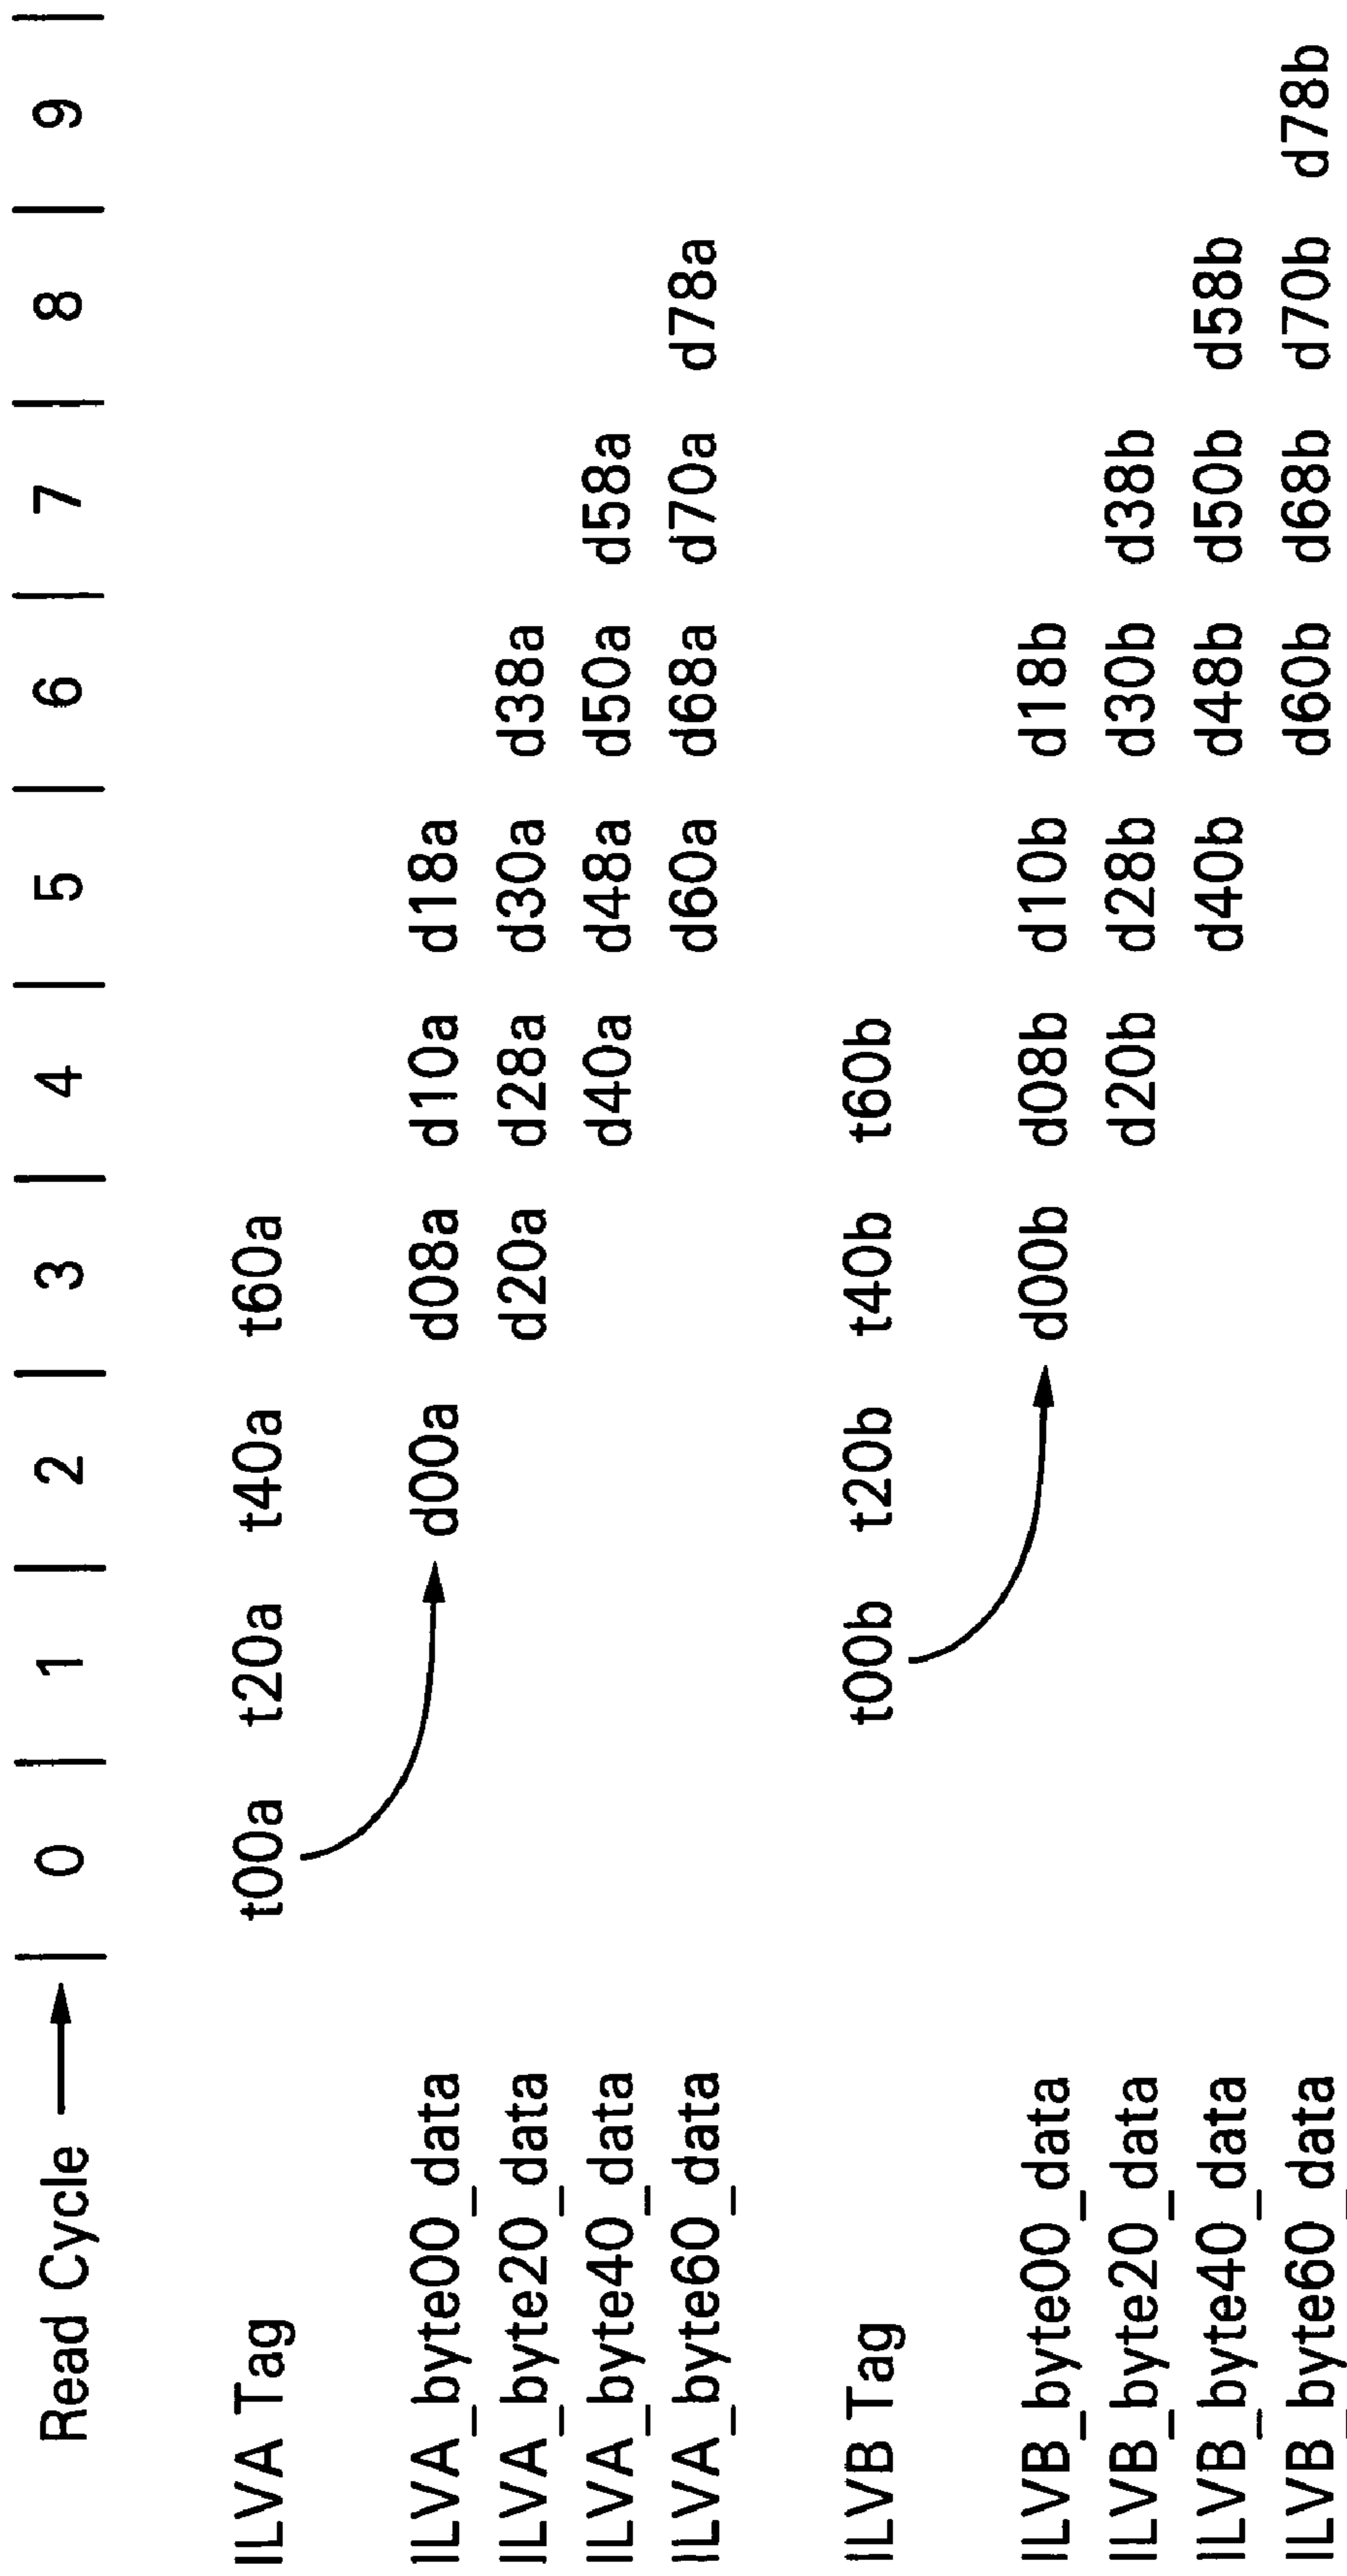 Read Cycle → | 0 | 1 | 2 | 3 | 4 | 5 | 6 | 7 | 8 | 9 |
ILVA Tag t00a t20a t40a t60a
ILVA_byte00_data d00a d08a d10a d18a
ILVA_byte20_data d20a d28a d30a d38a
ILVA_byte40_data d40a d48a d50a d58a
ILVA_byte60_data d60a d68a d70a d78a
ILVB Tag t00b t20b t40b t60b
ILVB_byte00_data d00b d08b d10b d18b
ILVB_byte20_data d20b d28b d30b d38b
ILVB_byte40_data d40b d48b d50b d58b
ILVB_byte60_data d60b d68b d70b d78b